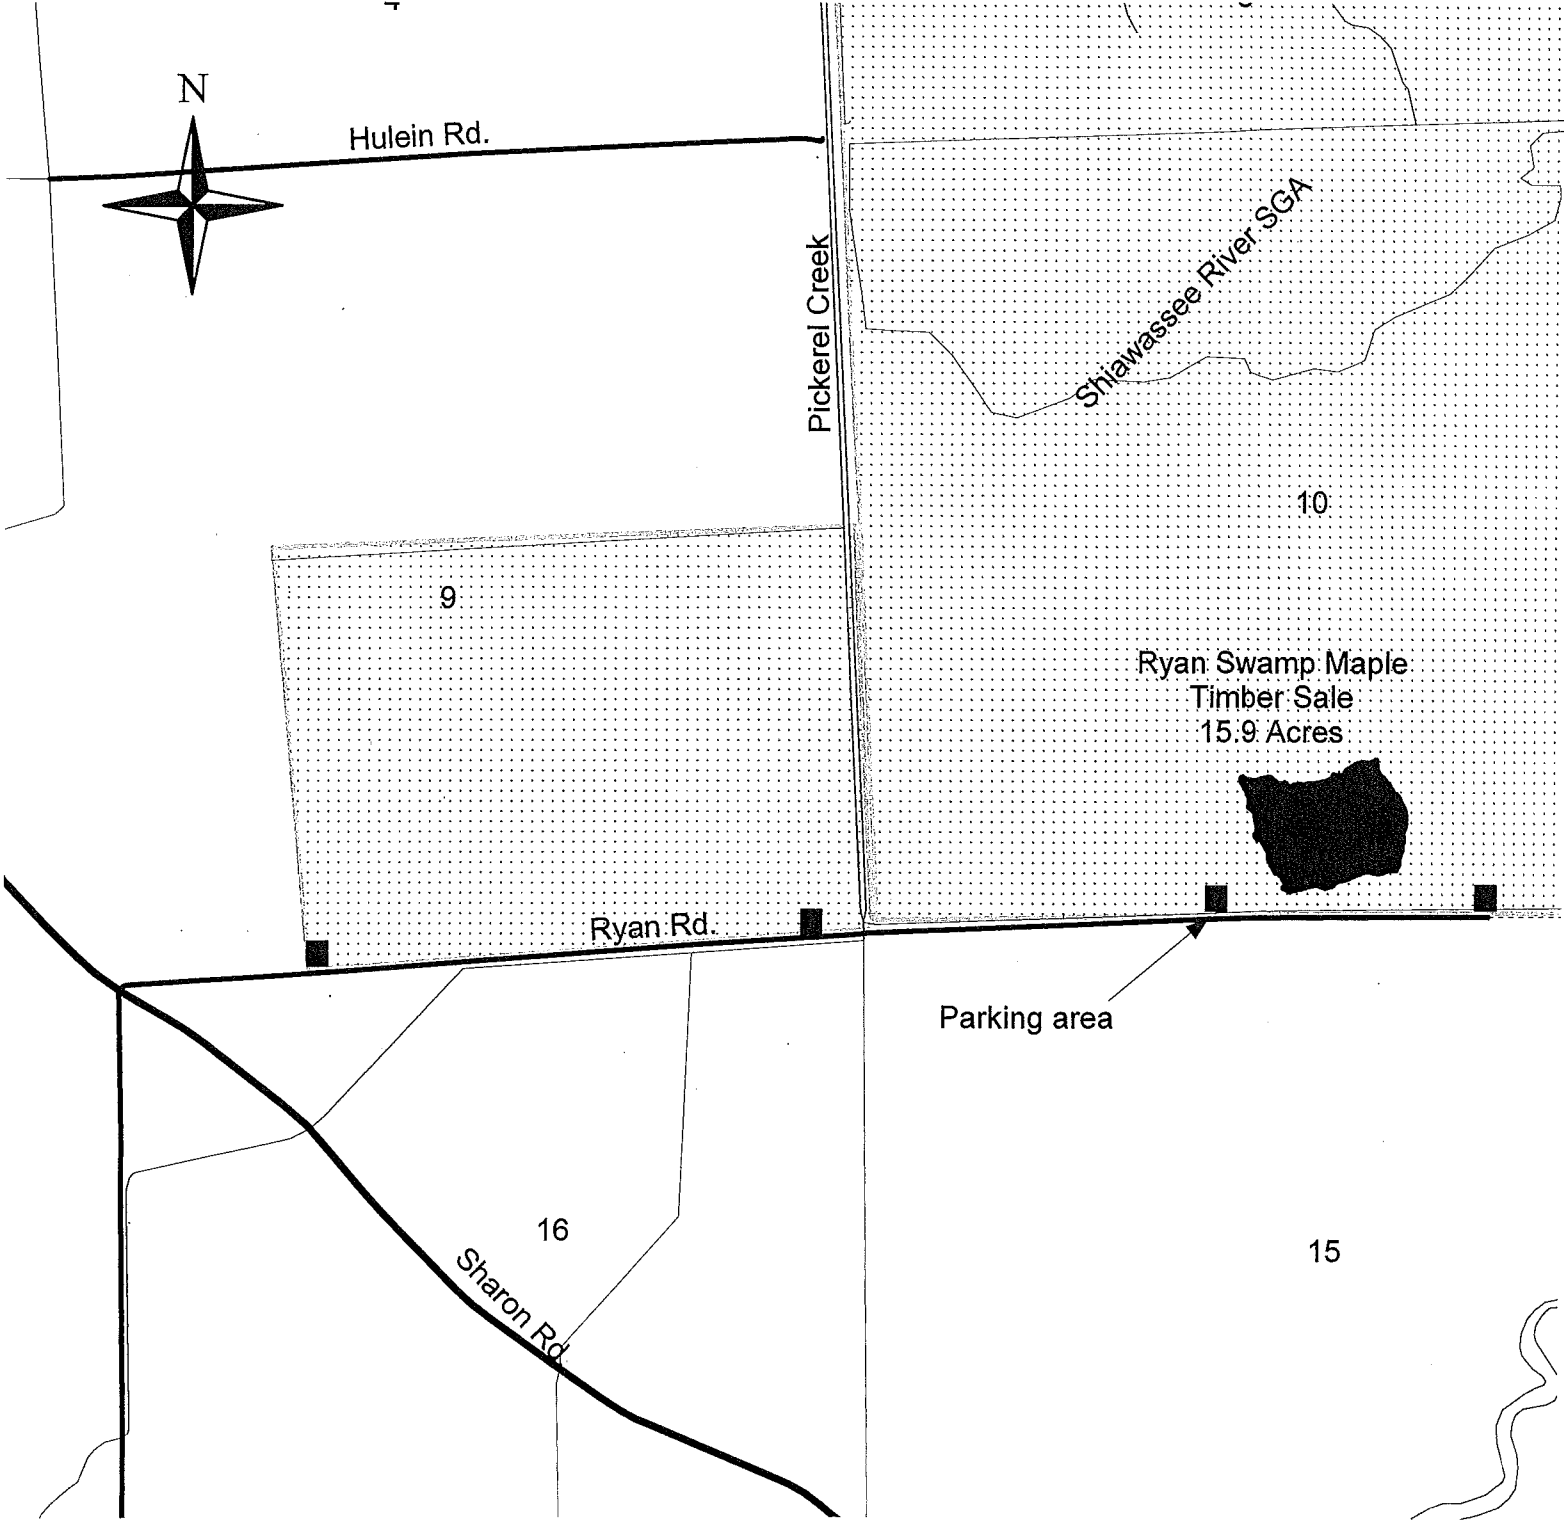 4
N
Hulein Rd.
Pickerel Creek
Shiawassee River SGA
10
9
Ryan Swamp Maple
Timber Sale
15.9 Acres
Ryan Rd.
Parking area
16
15
Sharon Rd.